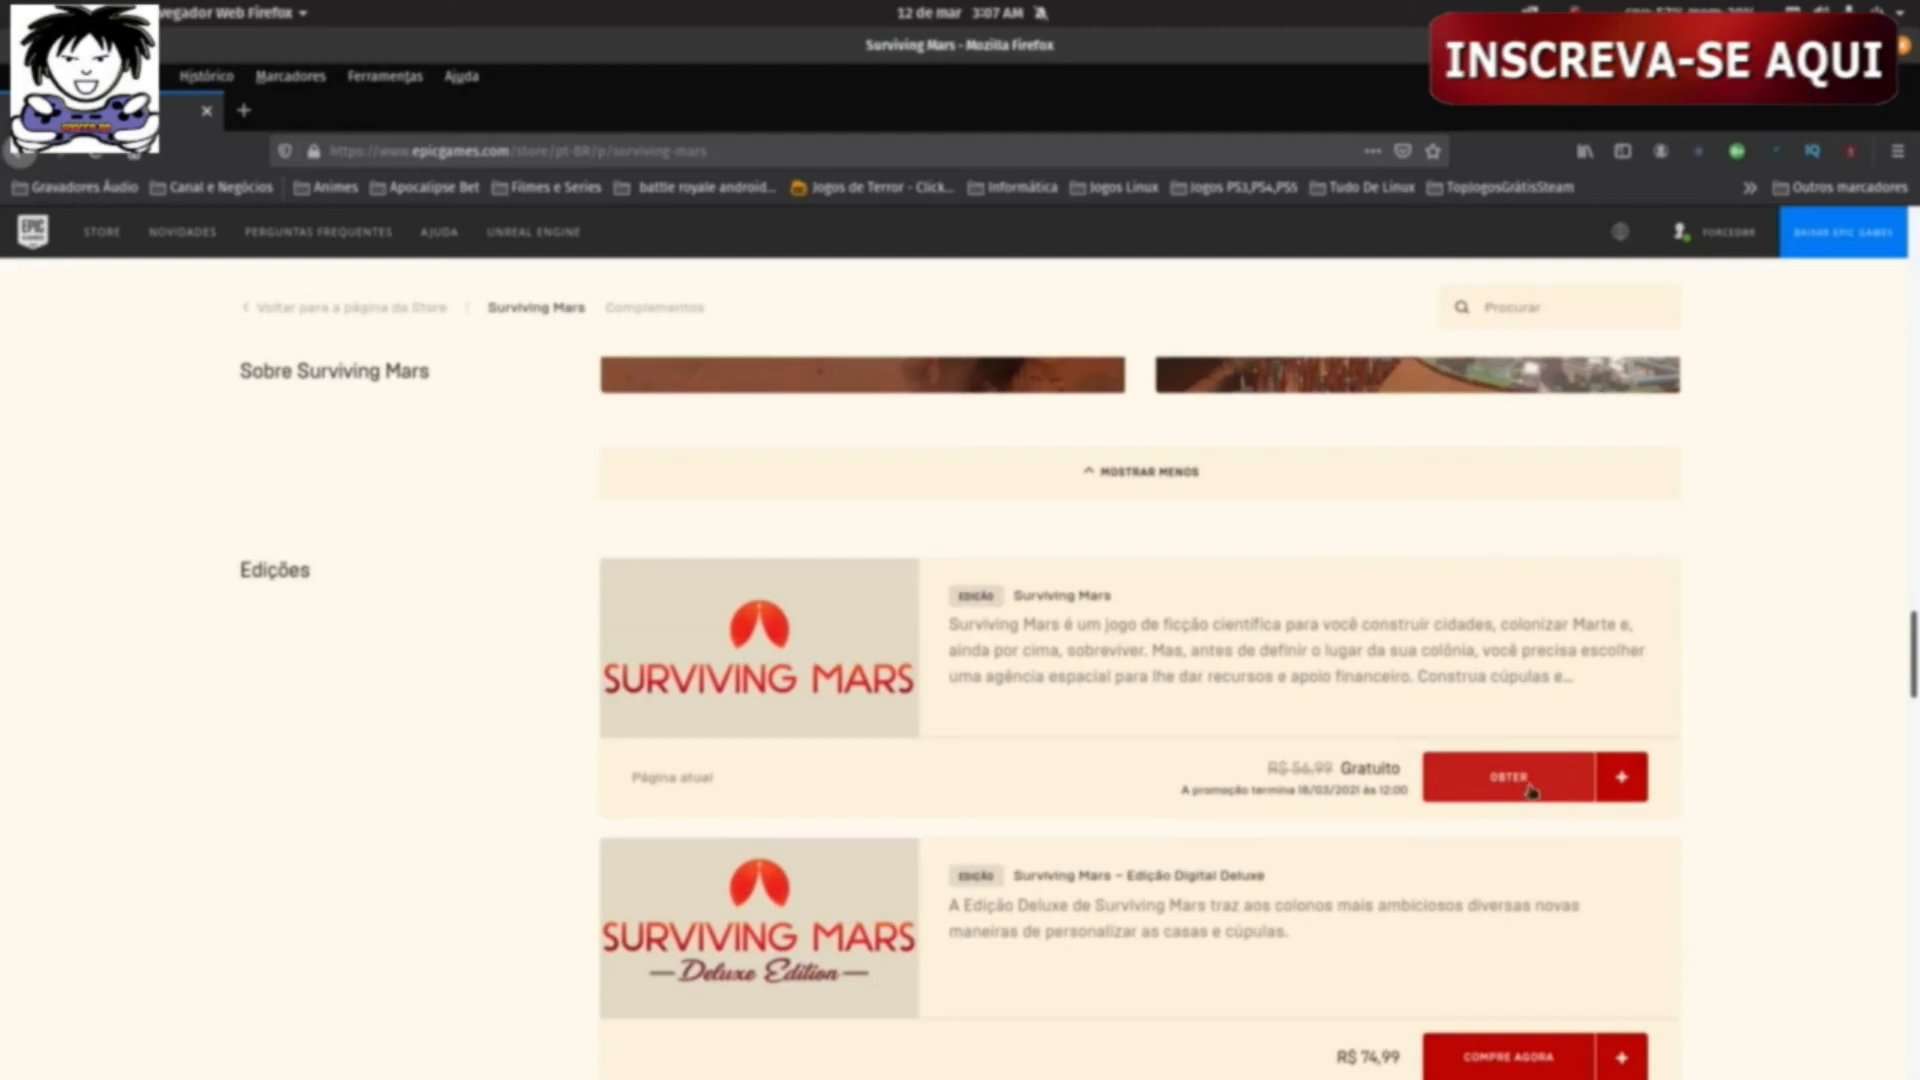 vegador Web Firefox
12 de mar 3:07 AM
Surviving Mars - Mozilla Firefox
INSCREVA-SE AQUI
Histórico Marcadores Ferramentas Ajuda
https://www.epicgames.com/store/pt-BR/p/surviving-mars
Gravadores Áudio Canal e Negócios Animes Apocalipse Bet Filmes e Series battle royale android... Jogos de Terror - Click... Informática Jogos Linux Jogos PS3,PS4,PS5 Tudo De Linux TopJogosGrátisSteam Outros marcadores
EPIC GAMES STORE NOVIDADES PERGUNTAS FREQUENTES AJUDA UNREAL ENGINE FORCEDBR BAIXAR EPIC GAMES
Voltar para a página da Store Surviving Mars Complementos Procurar
Sobre Surviving Mars
MOSTRAR MENOS
Edições
SURVIVING MARS
EDIÇÃO Surviving Mars
Surviving Mars é um jogo de ficção científica para você construir cidades, colonizar Marte e,
ainda por cima, sobreviver. Mas, antes de definir o lugar da sua colônia, você precisa escolher
uma agência espacial para lhe dar recursos e apoio financeiro. Construa cúpulas e...
Página atual
R$ 56,99 Gratuito
A promoção termina 18/03/2021 às 12:00
OBTER +
SURVIVING MARS
Deluxe Edition
EDIÇÃO Surviving Mars – Edição Digital Deluxe
A Edição Deluxe de Surviving Mars traz aos colonos mais ambiciosos diversas novas
maneiras de personalizar as casas e cúpulas.
R$ 74,99 COMPRE AGORA +